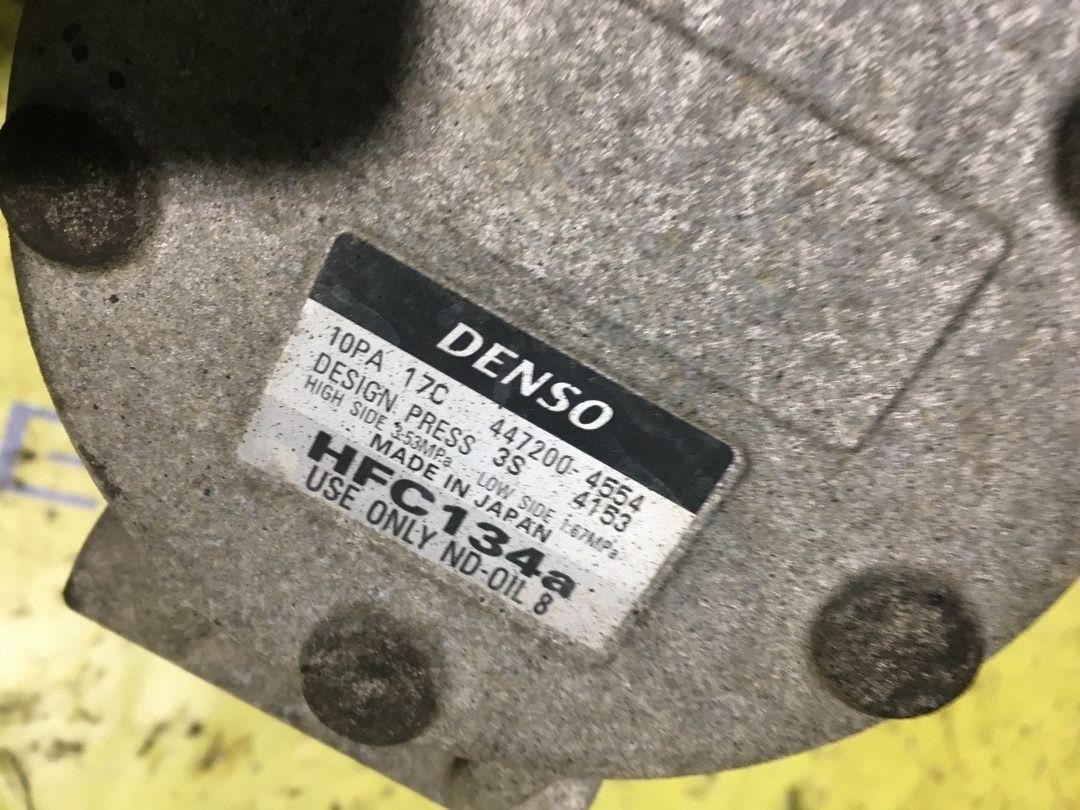 DENSO
10PA 17C 447200-4554
DESIGN PRESS 3S 4153
HIGH SIDE 3.53MPa LOW SIDE 1.67MPa
MADE IN JAPAN
HFC134a
USE ONLY ND-OIL 8